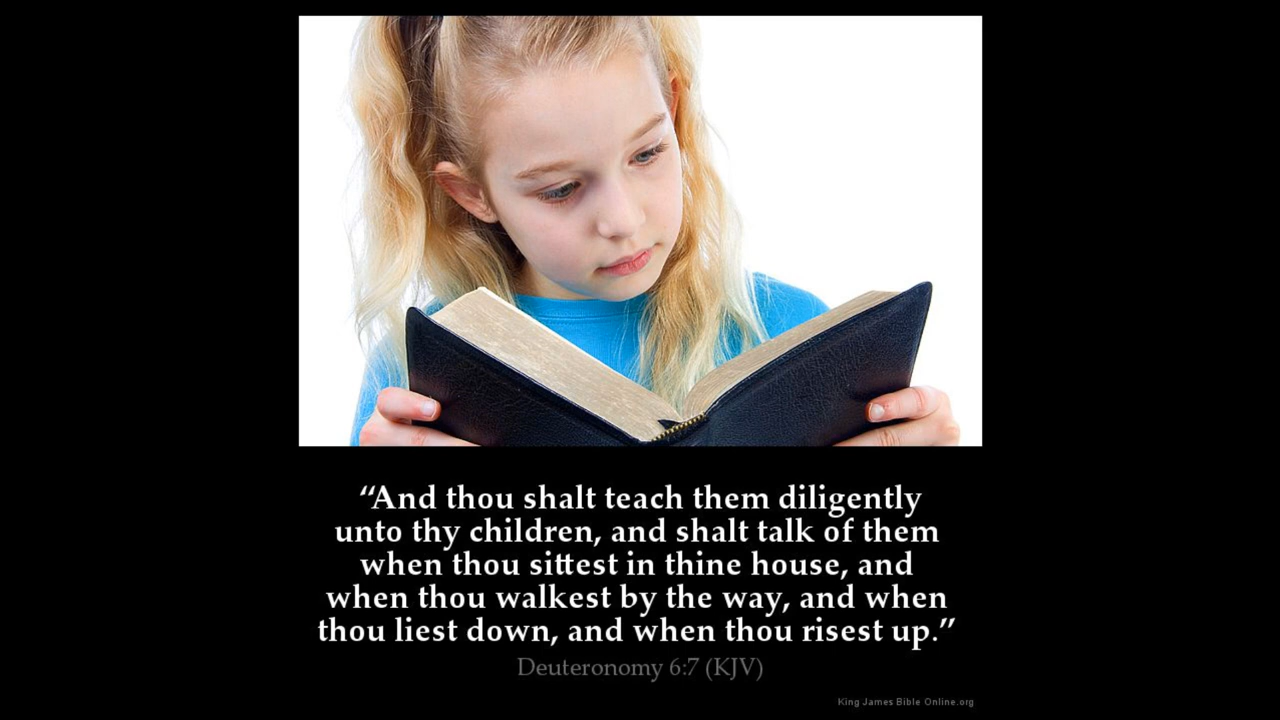 “And thou shalt teach them diligently
unto thy children, and shalt talk of them
when thou sittest in thine house, and
when thou walkest by the way, and when
thou liest down, and when thou risest up.”
Deuteronomy 6:7 (KJV)
King James Bible Online.org